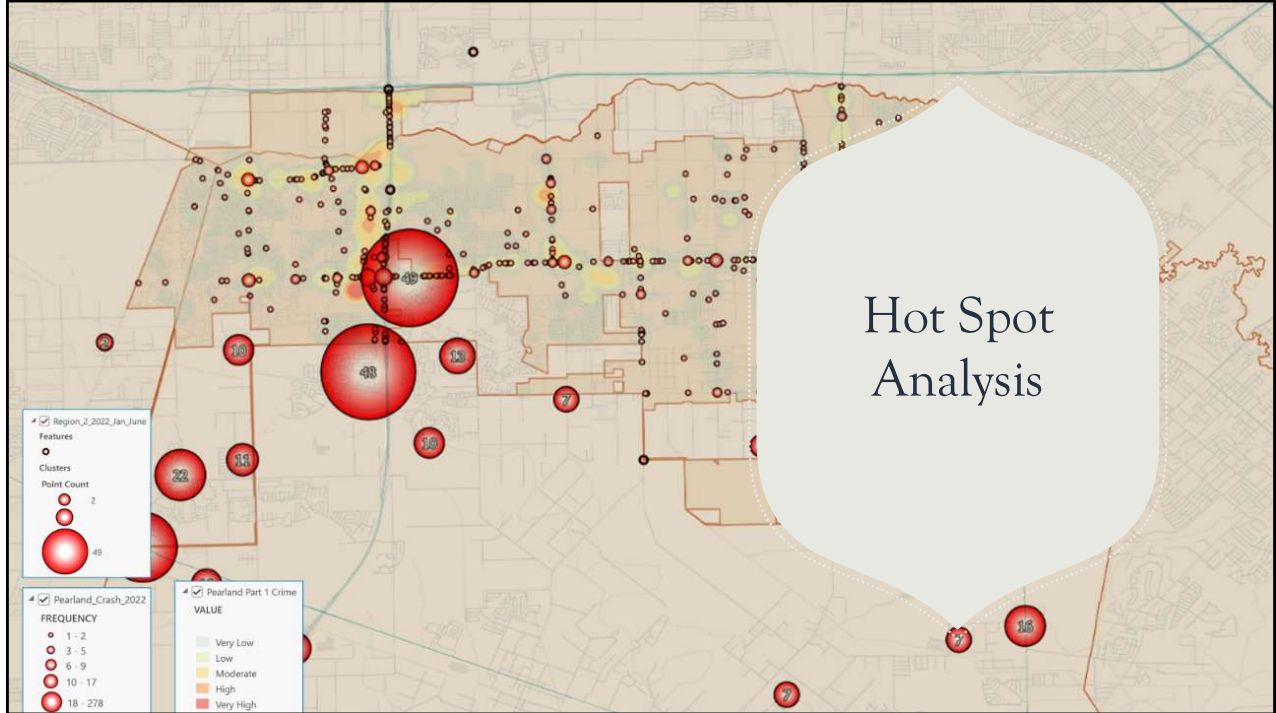 Hot Spot
Analysis
49
48
2
10
13
7
10
22
11
7
16
7
Region_2_2022_Jan_June
Features
Clusters
Point Count
2
49
Pearland_Crash_2022
FREQUENCY
1 - 2
3 - 5
6 - 9
10 - 17
18 - 278
Pearland Part 1 Crime
VALUE
Very Low
Low
Moderate
High
Very High